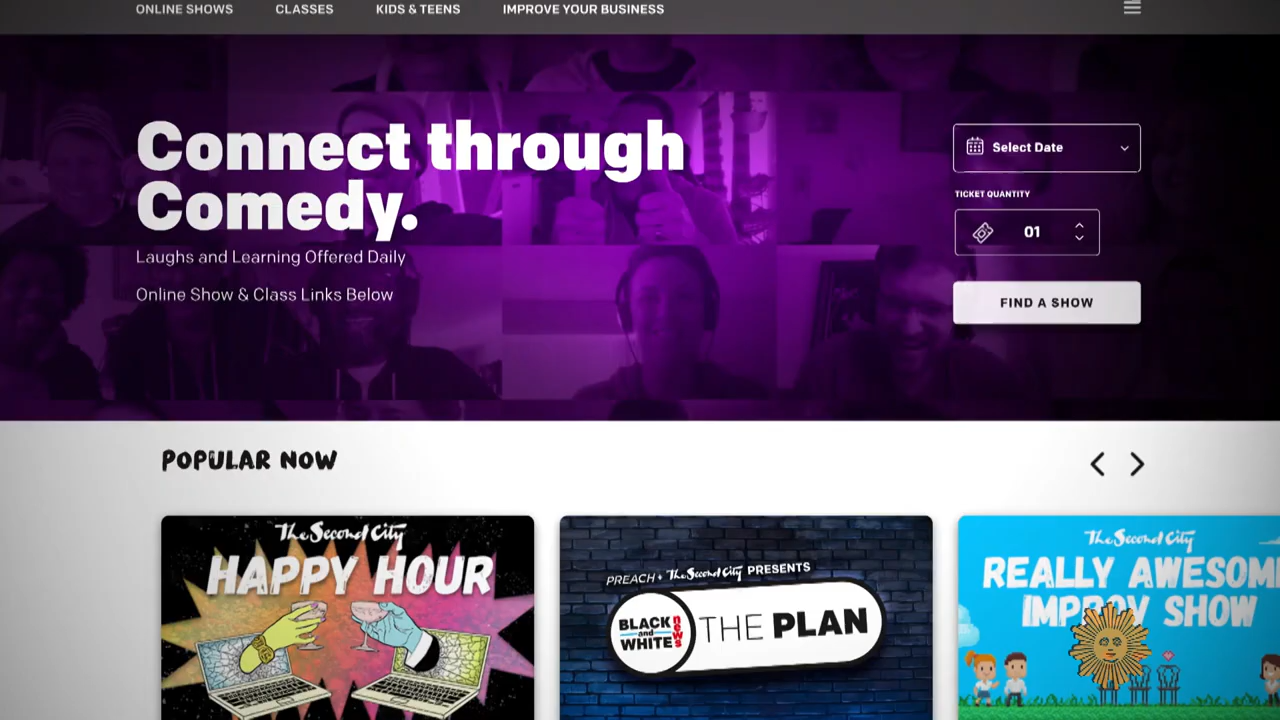 ONLINE SHOWS CLASSES KIDS & TEENS IMPROVE YOUR BUSINESS
Connect through
Comedy.
Laughs and Learning Offered Daily
Online Show & Class Links Below
Select Date
TICKET QUANTITY
01
FIND A SHOW
POPULAR NOW
The Second City
HAPPY HOUR
PREACH + The Second City PRESENTS
BLACK
and
WHITE
news
THE PLAN
The Second City
REALLY AWESOM
IMPROV SHOW